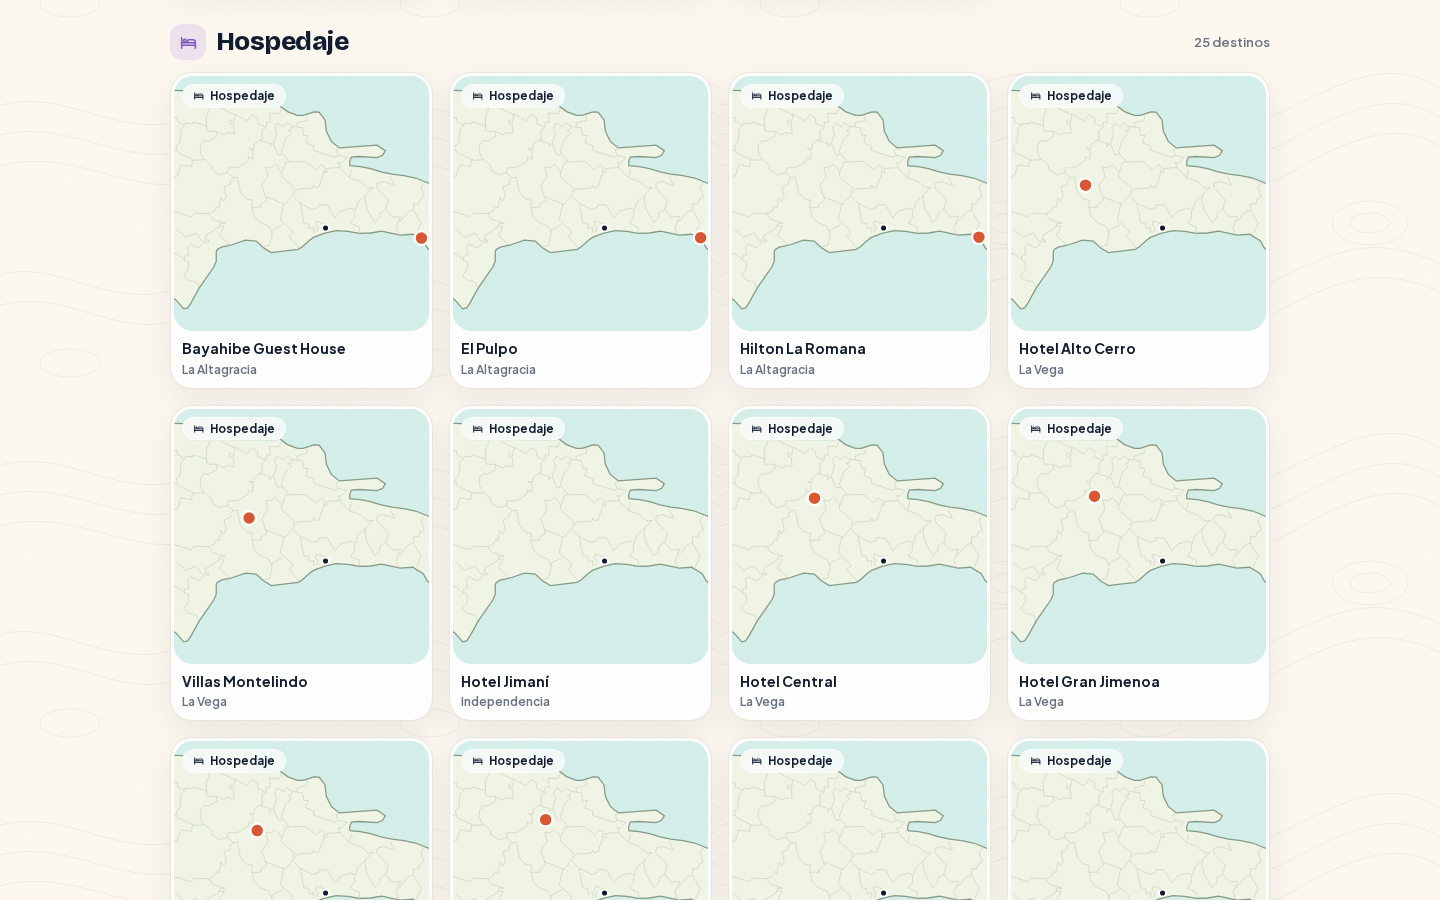 Hospedaje
25 destinos
Hospedaje
Hospedaje
Hospedaje
Hospedaje
Bayahibe Guest House
La Altagracia
El Pulpo
La Altagracia
Hilton La Romana
La Altagracia
Hotel Alto Cerro
La Vega
Hospedaje
Hospedaje
Hospedaje
Hospedaje
Villas Montelindo
La Vega
Hotel Jimaní
Independencia
Hotel Central
La Vega
Hotel Gran Jimenoa
La Vega
Hospedaje
Hospedaje
Hospedaje
Hospedaje